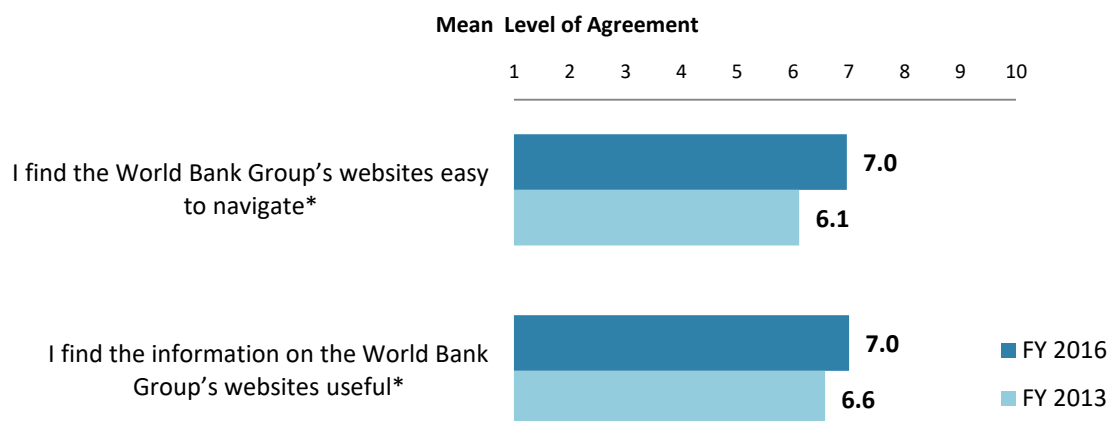 Mean Level of Agreement
1 2 3 4 5 6 7 8 9 10
I find the World Bank Group’s websites easy
to navigate*
7.0
6.1
I find the information on the World Bank
Group’s websites useful*
7.0
6.6
FY 2016
FY 2013